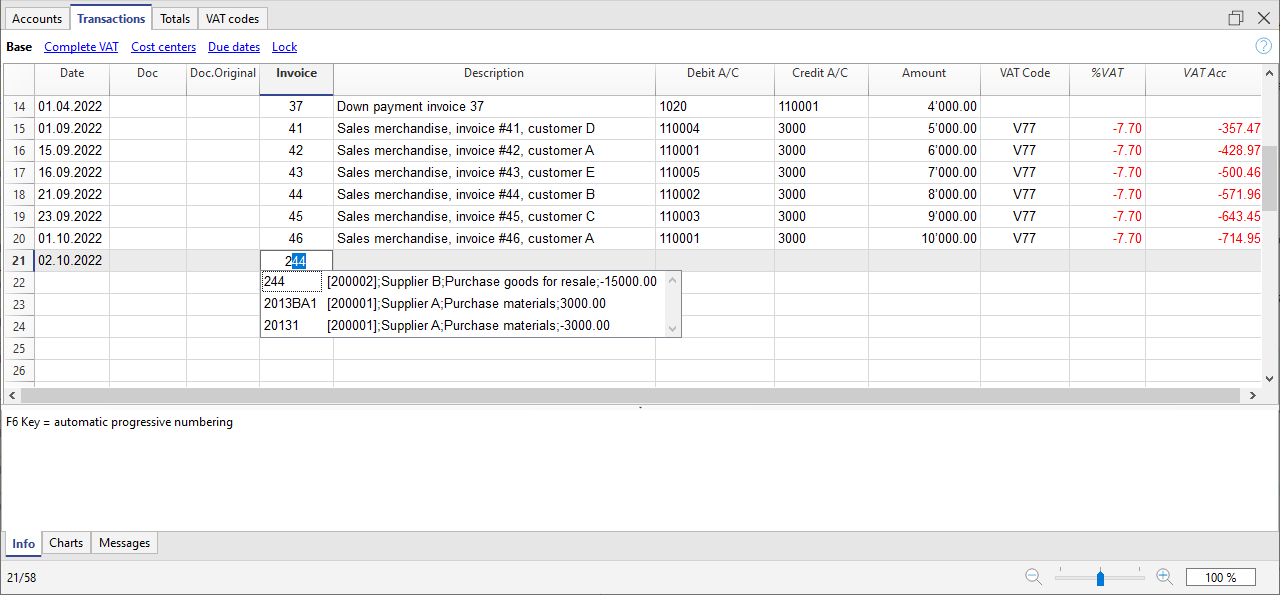 Accounts Transactions Totals VAT codes
Base Complete VAT Cost centers Due dates Lock ?
Date Doc Doc.Original Invoice Description Debit A/C Credit A/C Amount VAT Code %VAT VAT Acc
14 01.04.2022 37 Down payment invoice 37 1020 110001 4’000.00
15 01.09.2022 41 Sales merchandise, invoice #41, customer D 110004 3000 5’000.00 V77 -7.70 -357.47
16 15.09.2022 42 Sales merchandise, invoice #42, customer A 110001 3000 6’000.00 V77 -7.70 -428.97
17 16.09.2022 43 Sales merchandise, invoice #43, customer E 110005 3000 7’000.00 V77 -7.70 -500.46
18 21.09.2022 44 Sales merchandise, invoice #44, customer B 110002 3000 8’000.00 V77 -7.70 -571.96
19 23.09.2022 45 Sales merchandise, invoice #45, customer C 110003 3000 9’000.00 V77 -7.70 -643.45
20 01.10.2022 46 Sales merchandise, invoice #46, customer A 110001 3000 10’000.00 V77 -7.70 -714.95
21 02.10.2022 244
22 244 [200002];Supplier B;Purchase goods for resale;-15000.00
23 2013BA1 [200001];Supplier A;Purchase materials;3000.00
24 20131 [200001];Supplier A;Purchase materials;-3000.00
25
26
F6 Key = automatic progressive numbering
Info Charts Messages
21/58 100 %